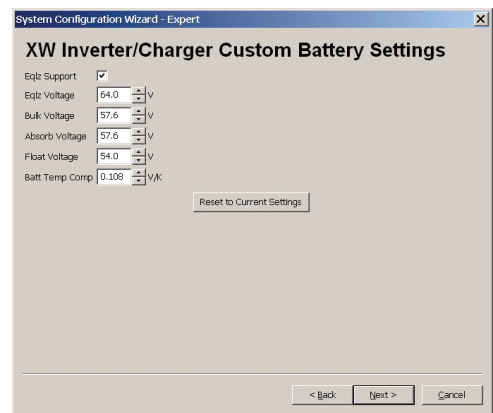 System Configuration Wizard - Expert
XW Inverter/Charger Custom Battery Settings
Eqlz Support
Eqlz Voltage 64.0 V
Bulk Voltage 57.6 V
Absorb Voltage 57.6 V
Float Voltage 54.0 V
Batt Temp Comp 0.108 V/K
Reset to Current Settings
< Back Next > Cancel